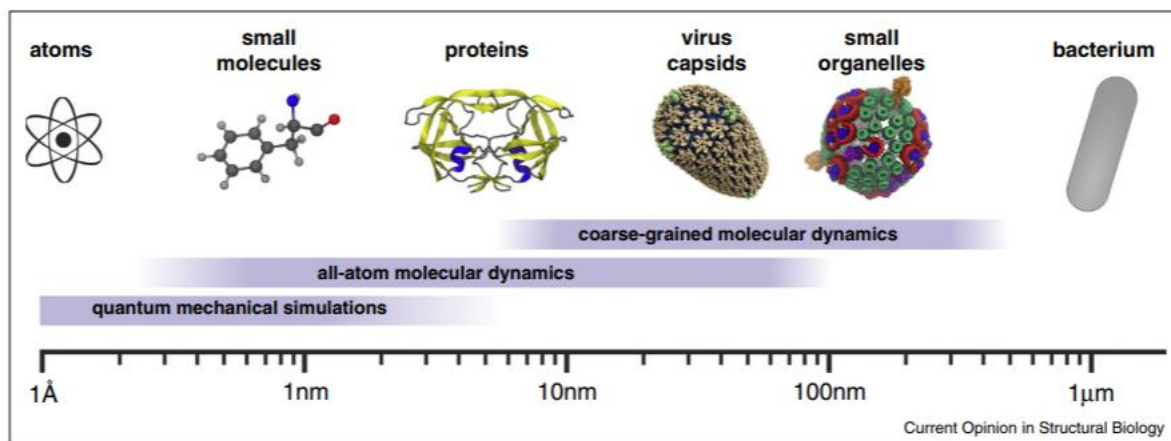 atoms
small
molecules
proteins
virus
capsids
small
organelles
bacterium
coarse-grained molecular dynamics
all-atom molecular dynamics
quantum mechanical simulations
1Å
1nm
10nm
100nm
1μm
Current Opinion in Structural Biology